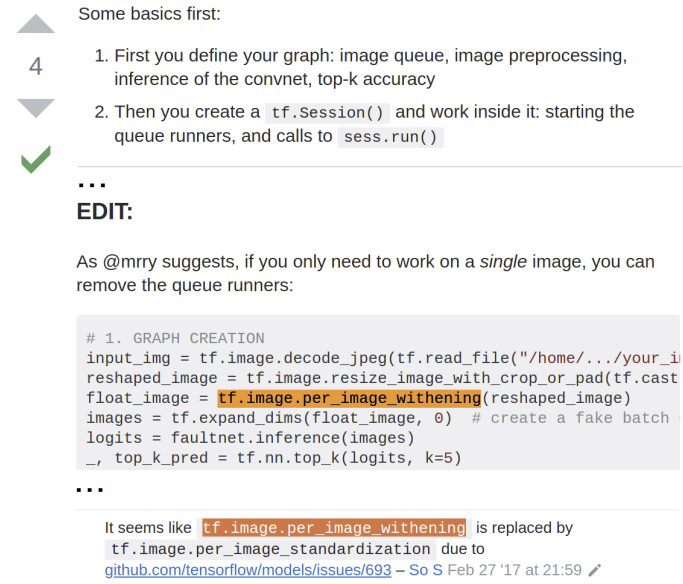 Some basics first:
4
1. First you define your graph: image queue, image preprocessing,
inference of the convnet, top-k accuracy
2. Then you create a tf.Session() and work inside it: starting the
queue runners, and calls to sess.run()
...
EDIT:
As @mrry suggests, if you only need to work on a single image, you can
remove the queue runners:
# 1. GRAPH CREATION
input_img = tf.image.decode_jpeg(tf.read_file("/home/.../your_i
reshaped_image = tf.image.resize_image_with_crop_or_pad(tf.cast
float_image = tf.image.per_image_withening(reshaped_image)
images = tf.expand_dims(float_image, 0)  # create a fake batch
logits = faultnet.inference(images)
_, top_k_pred = tf.nn.top_k(logits, k=5)
...
It seems like tf.image.per_image_withening is replaced by
tf.image.per_image_standardization due to
github.com/tensorflow/models/issues/693 – So S Feb 27 '17 at 21:59